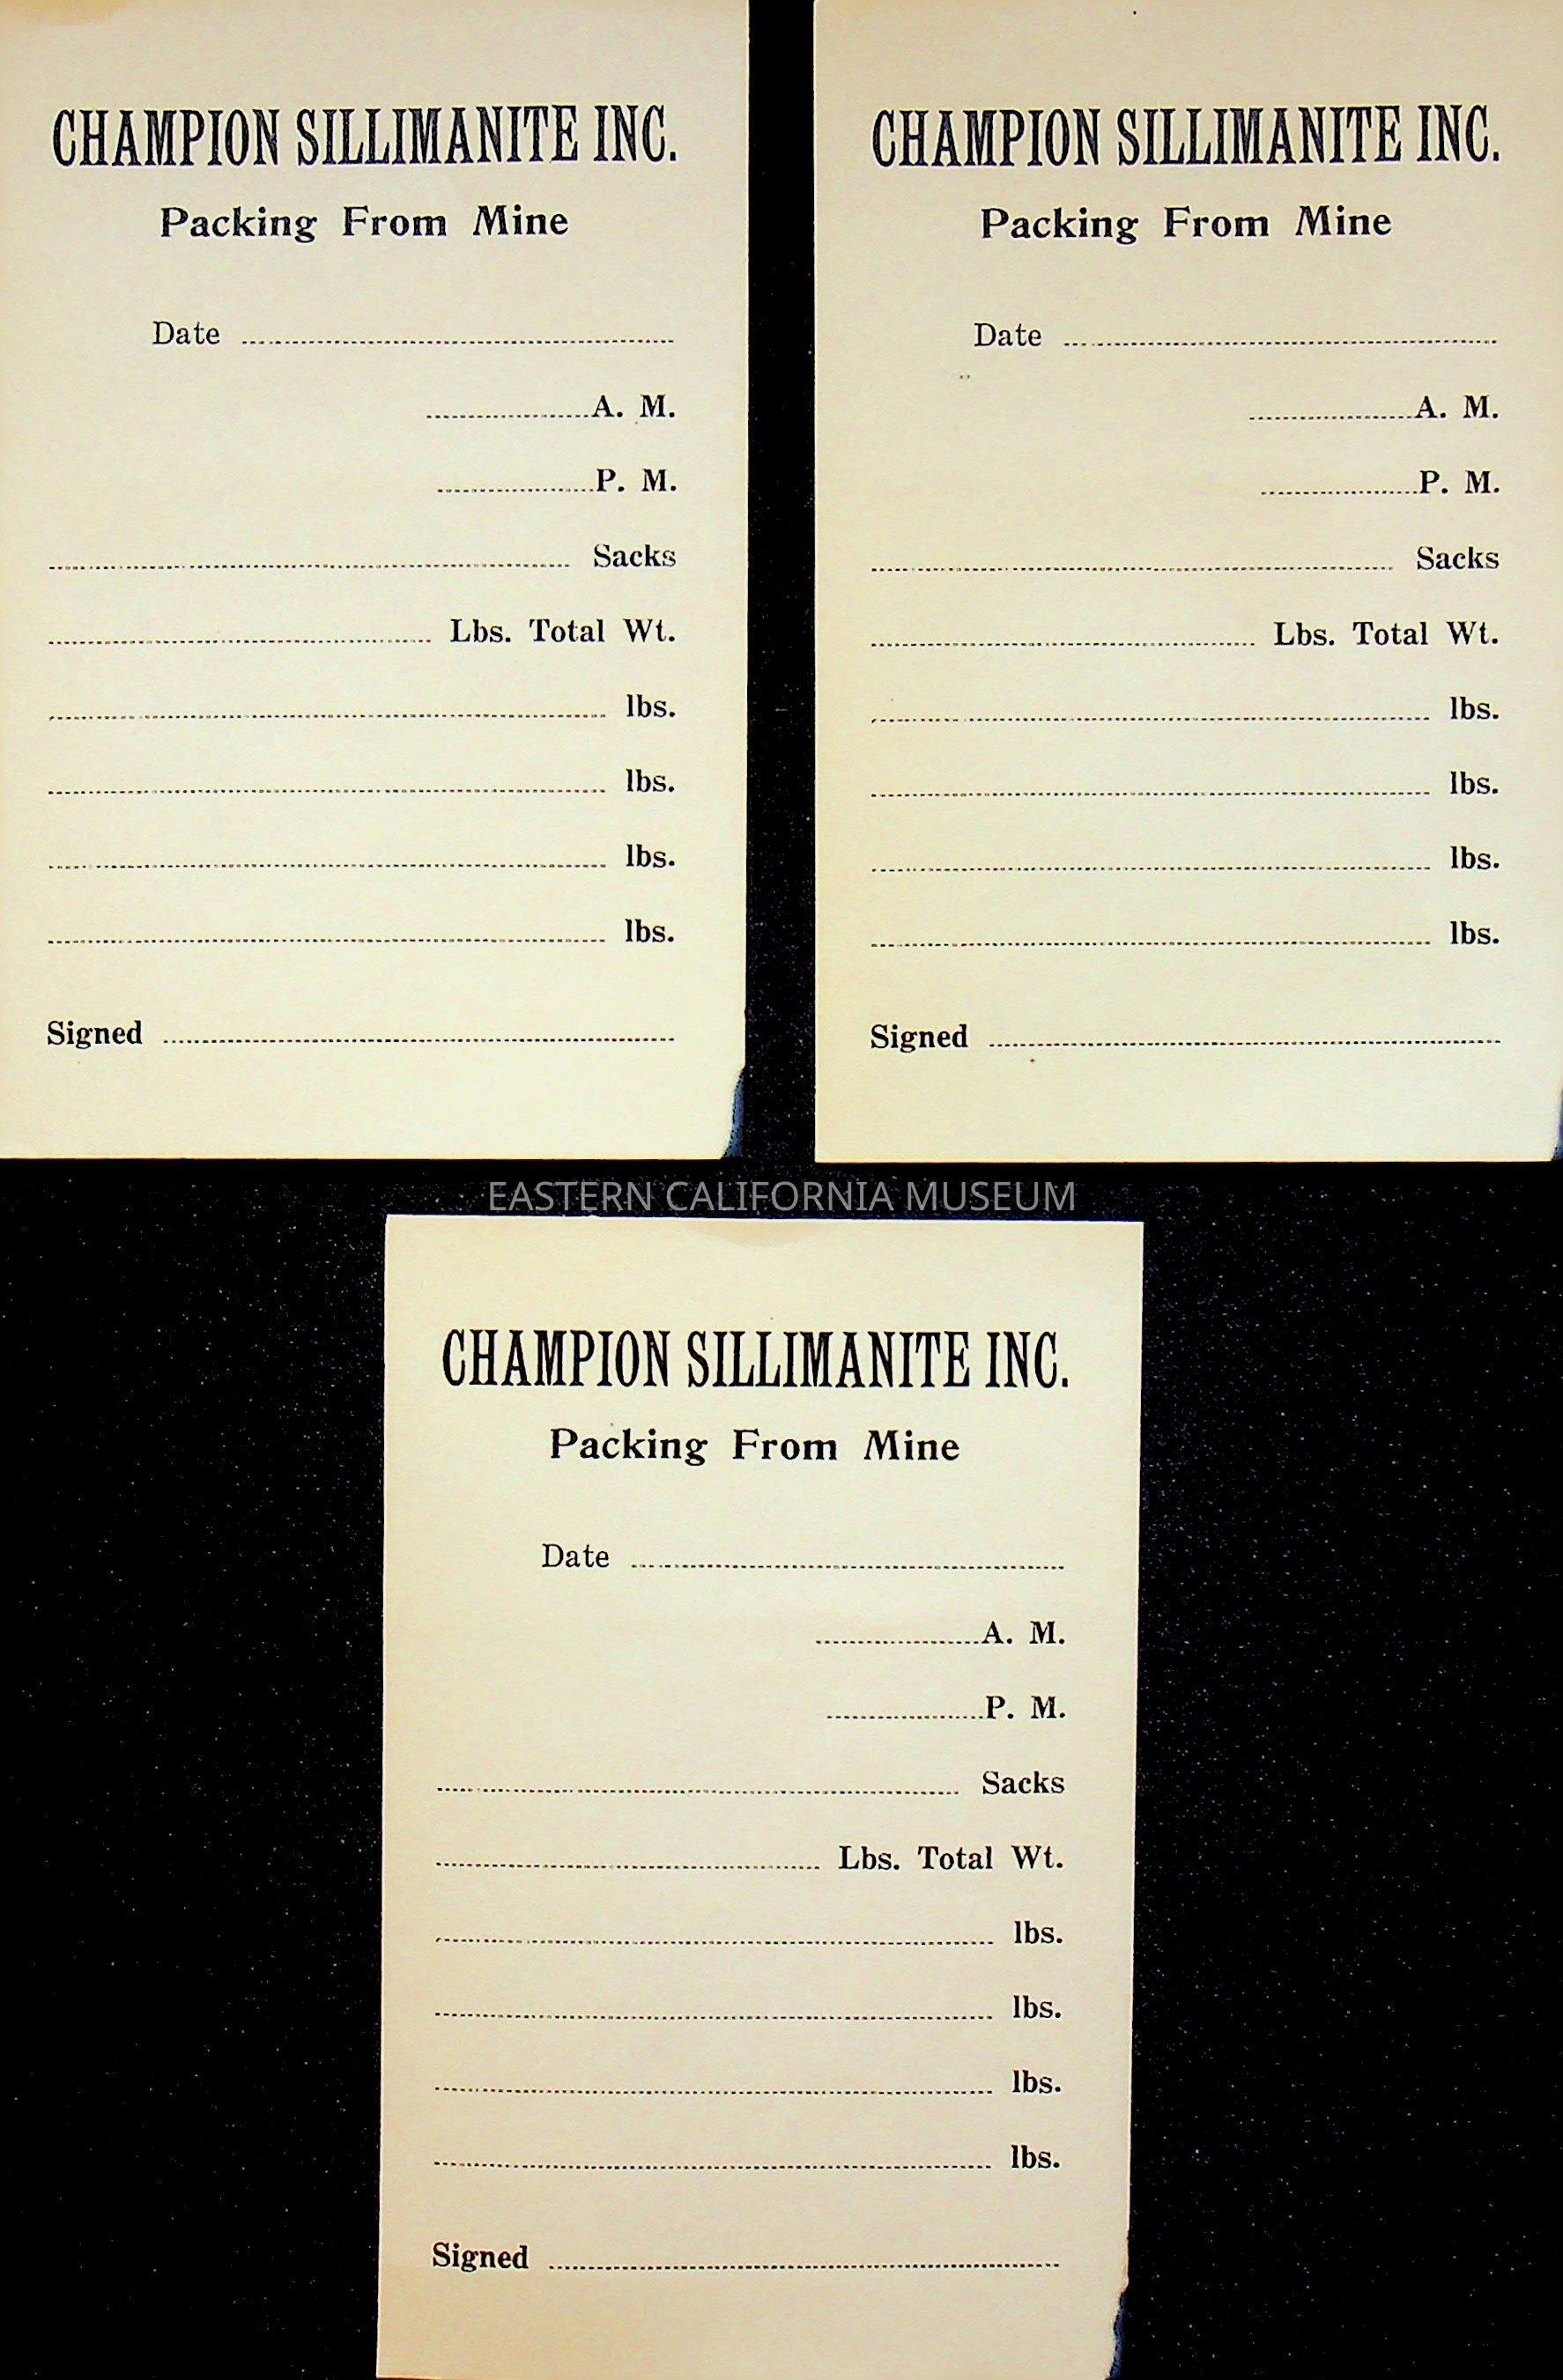 CHAMPION SILLIMANITE INC.
Packing From Mine
Date
A. M.
P. M.
Sacks
Lbs. Total Wt.
lbs.
lbs.
lbs.
lbs.
Signed
CHAMPION SILLIMANITE INC.
Packing From Mine
Date
A. M.
P. M.
Sacks
Lbs. Total Wt.
lbs.
lbs.
lbs.
lbs.
Signed
EASTERN CALIFORNIA MUSEUM
CHAMPION SILLIMANITE INC.
Packing From Mine
Date
A. M.
P. M.
Sacks
Lbs. Total Wt.
lbs.
lbs.
lbs.
lbs.
Signed